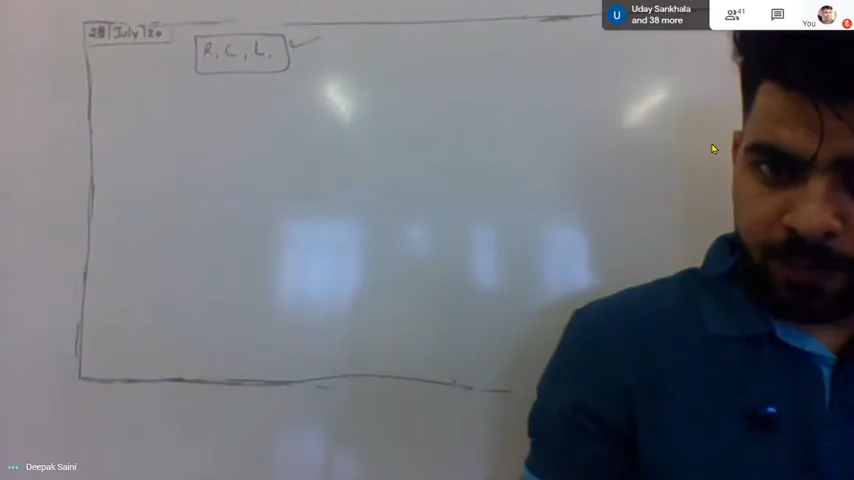 28 July 20
R, C, L.
U
Uday Sankhala
and 38 more
41
You
Deepak Saini